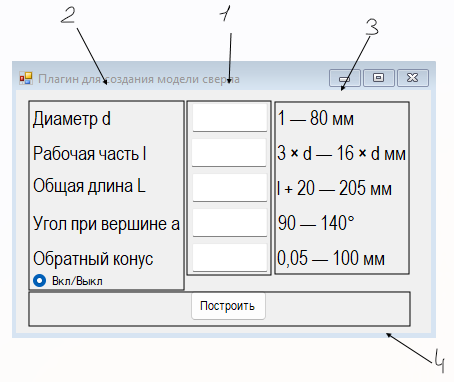 2 1 3
Плагин для создания модели сверла
Диаметр d 1 — 80 мм
Рабочая часть l 3 × d — 16 × d мм
Общая длина L l + 20 — 205 мм
Угол при вершине a 90 — 140°
Обратный конус 0,05 — 100 мм
Вкл/Выкл
Построить
4